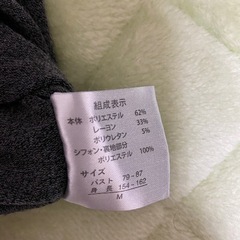 組成表示
本体 ポリエステル 62%
レーヨン 33%
ポリウレタン 5%
シフォン・裏地部分
ポリエステル 100%
サイズ
バスト 79~87
身長 154~162
M